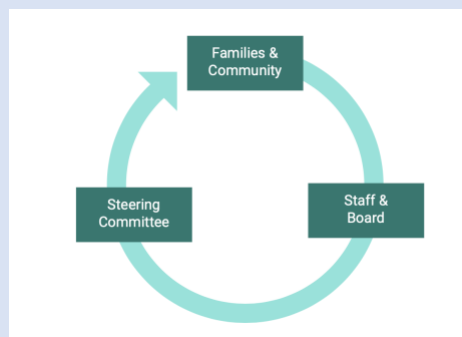 Families &
Community
Steering
Committee
Staff &
Board